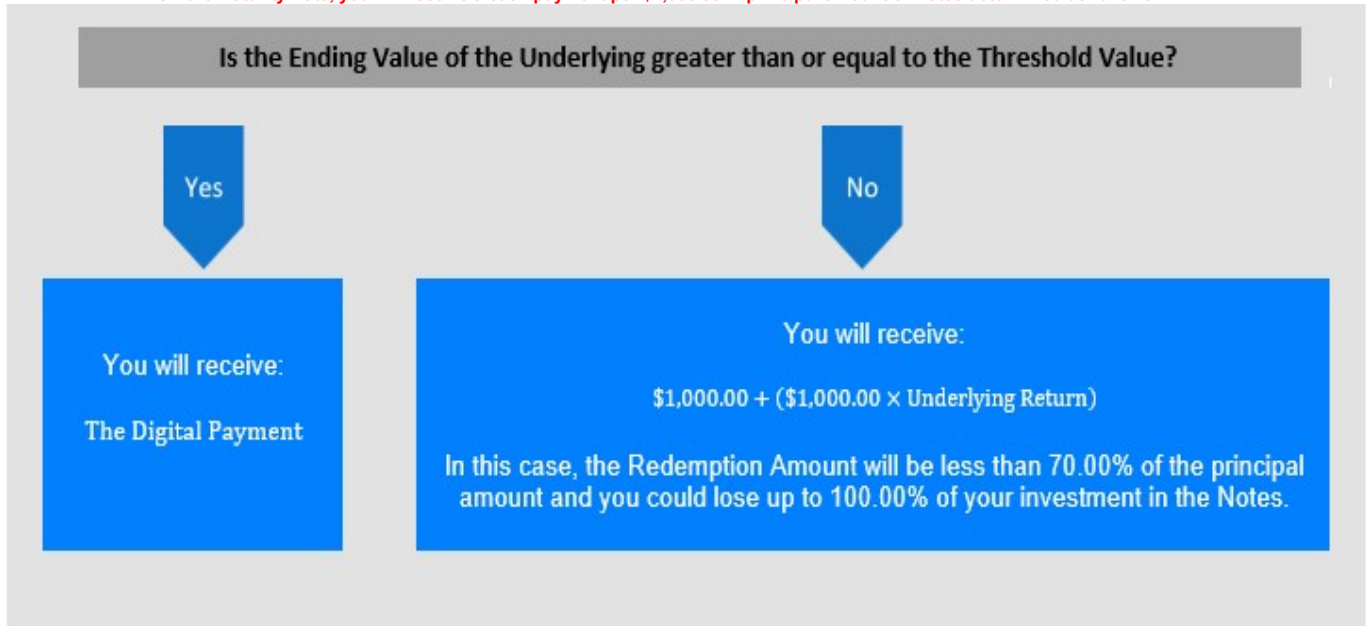 Is the Ending Value of the Underlying greater than or equal to the Threshold Value?
Yes
No
You will receive:
The Digital Payment
You will receive:
$1,000.00 + ($1,000.00 × Underlying Return)
In this case, the Redemption Amount will be less than 70.00% of the principal
amount and you could lose up to 100.00% of your investment in the Notes.